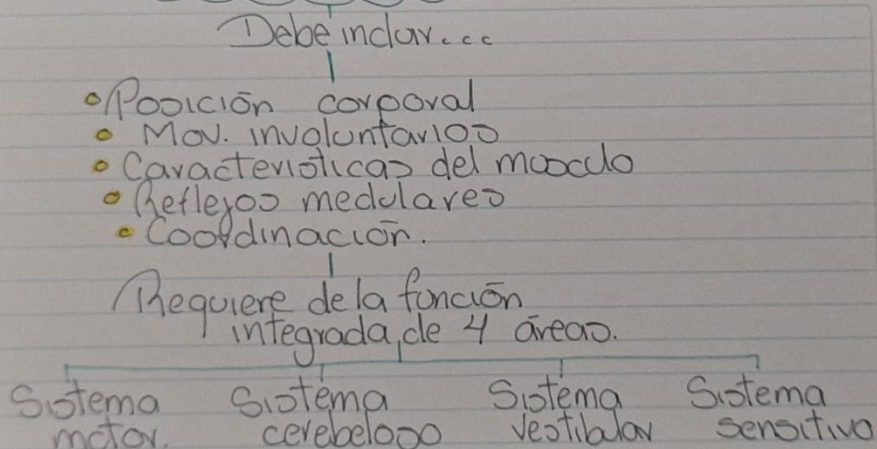 Debe incluir...
• Posición corporal
• Mov. involuntarios
• Características del músculo
• Reflejos medulares
• Coordinación.
Requiere de la función
integrada, de 4 áreas.
Sistema motor.
Sistema cerebeloso
Sistema vestibular
Sistema sensitivo